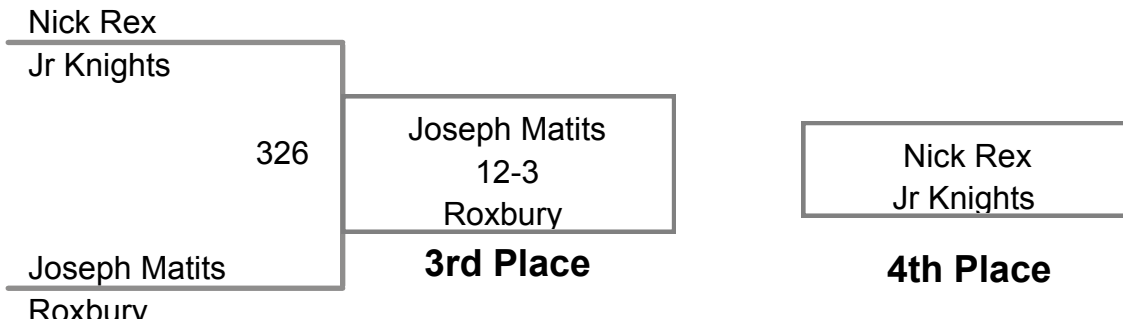 Nick Rex
Jr Knights
326
Joseph Matits
Roxbury
Joseph Matits
12-3
Roxbury
3rd Place
Nick Rex
Jr Knights
4th Place